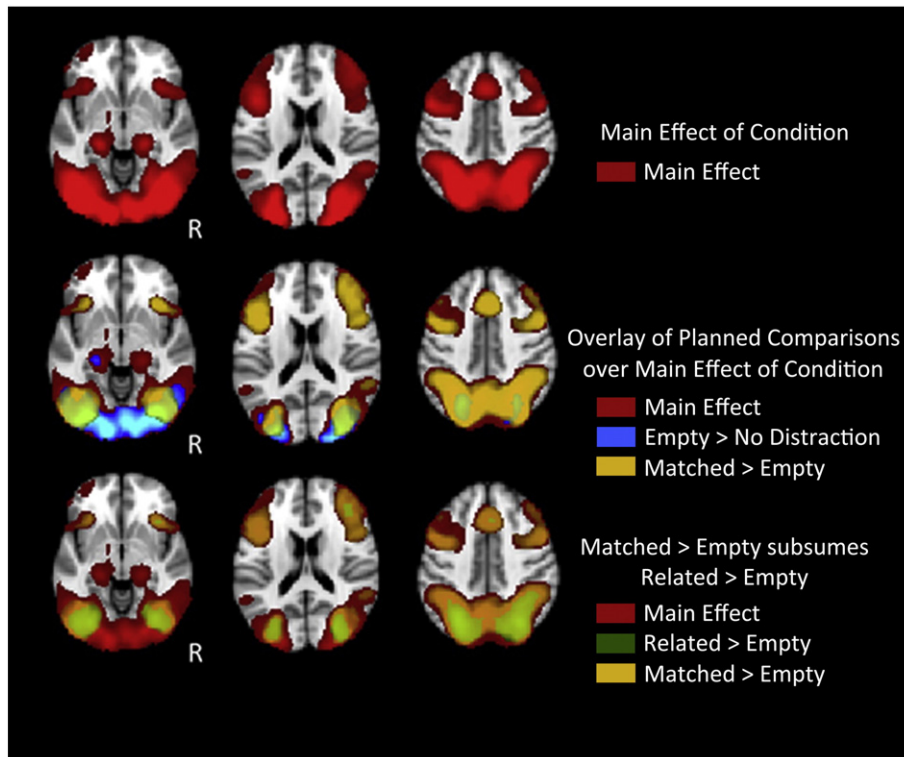 Main Effect of Condition
Main Effect
R
Overlay of Planned Comparisons
over Main Effect of Condition
Main Effect
Empty > No Distraction
Matched > Empty
R
Matched > Empty subsumes
Related > Empty
Main Effect
Related > Empty
Matched > Empty
R